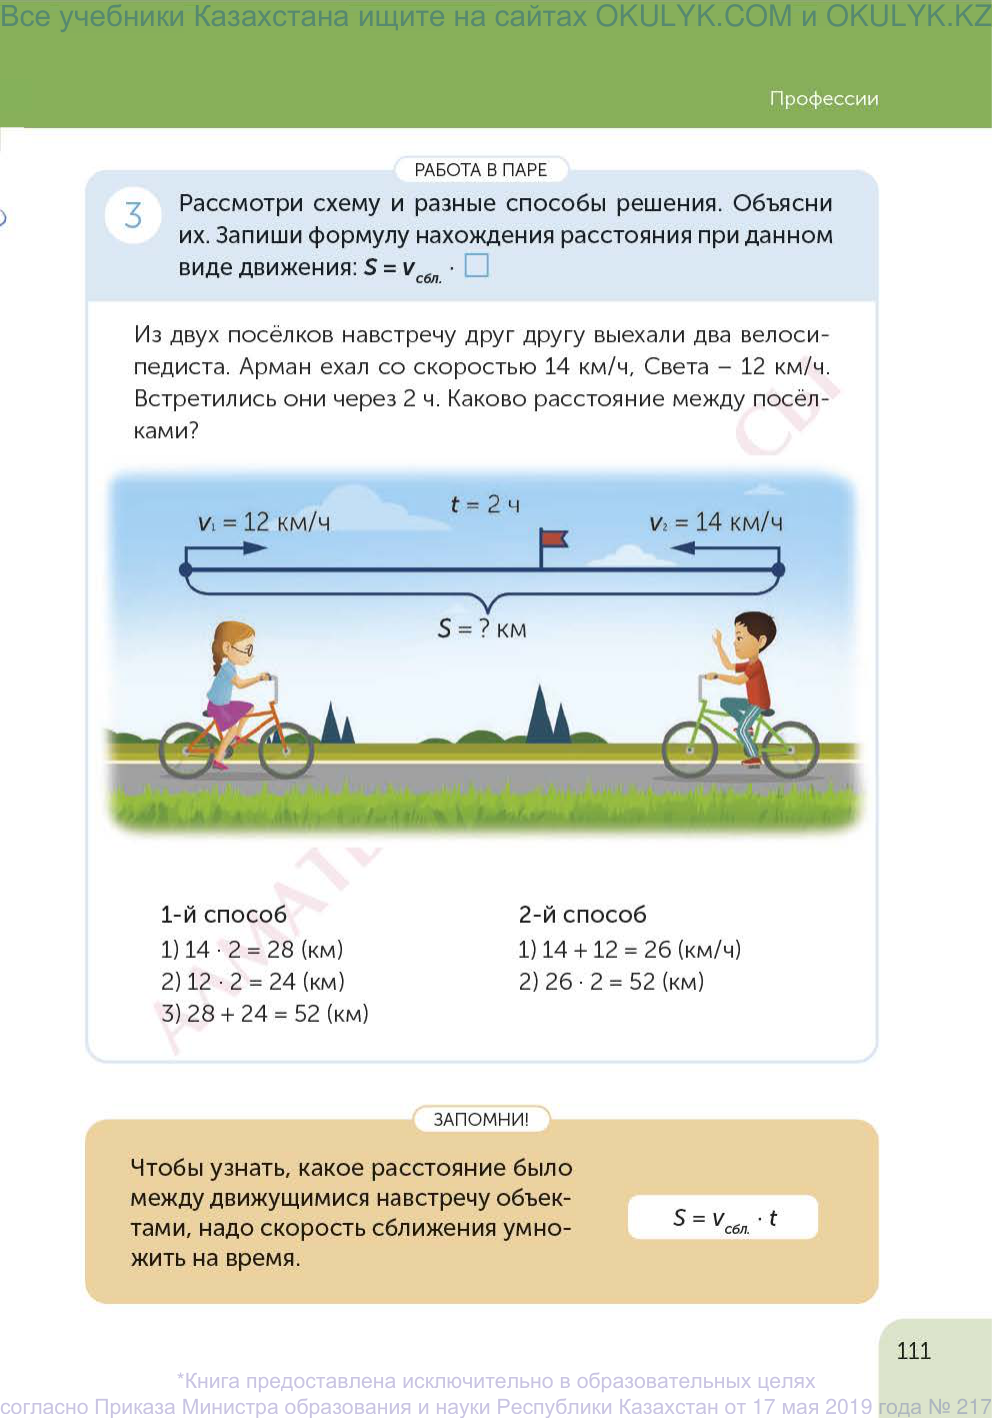 Все учебники Казахстана ищите на сайтах OKULYK.COM и OKULYK.KZ
Профессии
РАБОТА В ПАРЕ
3
Рассмотри схему и разные способы решения. Объясни
их. Запиши формулу нахождения расстояния при данном
виде движения: S = v сбл. · □
Из двух посёлков навстречу друг другу выехали два велоси-
педиста. Арман ехал со скоростью 14 км/ч, Света – 12 км/ч.
Встретились они через 2 ч. Каково расстояние между посёл-
ками?
t = 2 ч
v₁ = 12 км/ч
v₂ = 14 км/ч
S = ? км
1-й способ
1) 14 · 2 = 28 (км)
2) 12 · 2 = 24 (км)
3) 28 + 24 = 52 (км)
2-й способ
1) 14 + 12 = 26 (км/ч)
2) 26 · 2 = 52 (км)
ЗАПОМНИ!
Чтобы узнать, какое расстояние было
между движущимися навстречу объек-
тами, надо скорость сближения умно-
жить на время.
S = v сбл. · t
111
*Книга предоставлена исключительно в образовательных целях
согласно Приказа Министра образования и науки Республики Казахстан от 17 мая 2019 года № 217